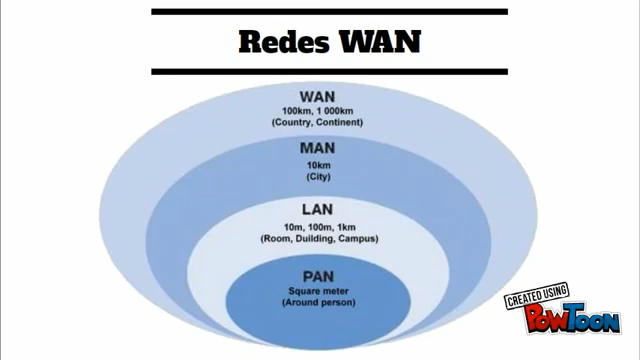 Redes WAN
WAN
100km, 1 000km
(Country, Continent)
MAN
10km
(City)
LAN
10m, 100m, 1km
(Room, Duilding, Campus)
PAN
Square meter
(Around person)
CREATED USING
POWTOON